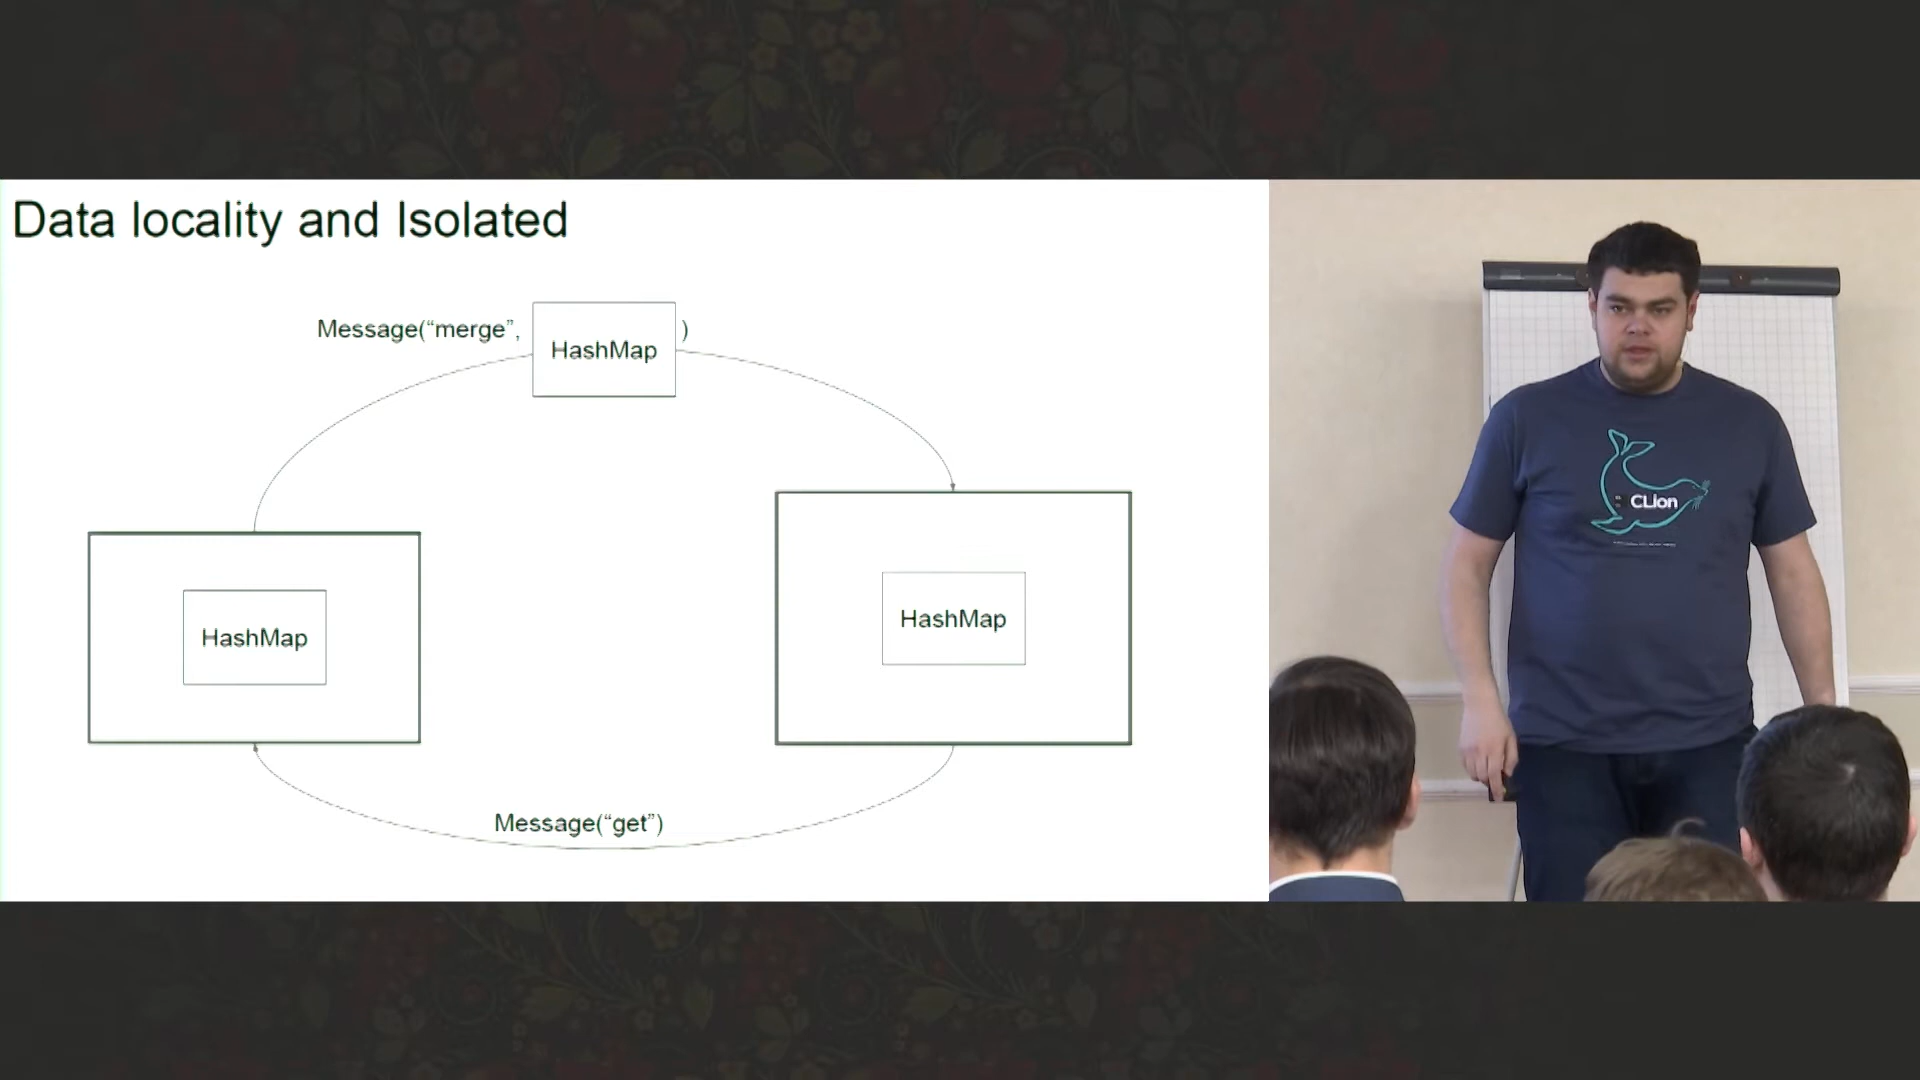 Data locality and Isolated
Message(“merge”, HashMap )
HashMap
HashMap
Message(“get”)
CLion